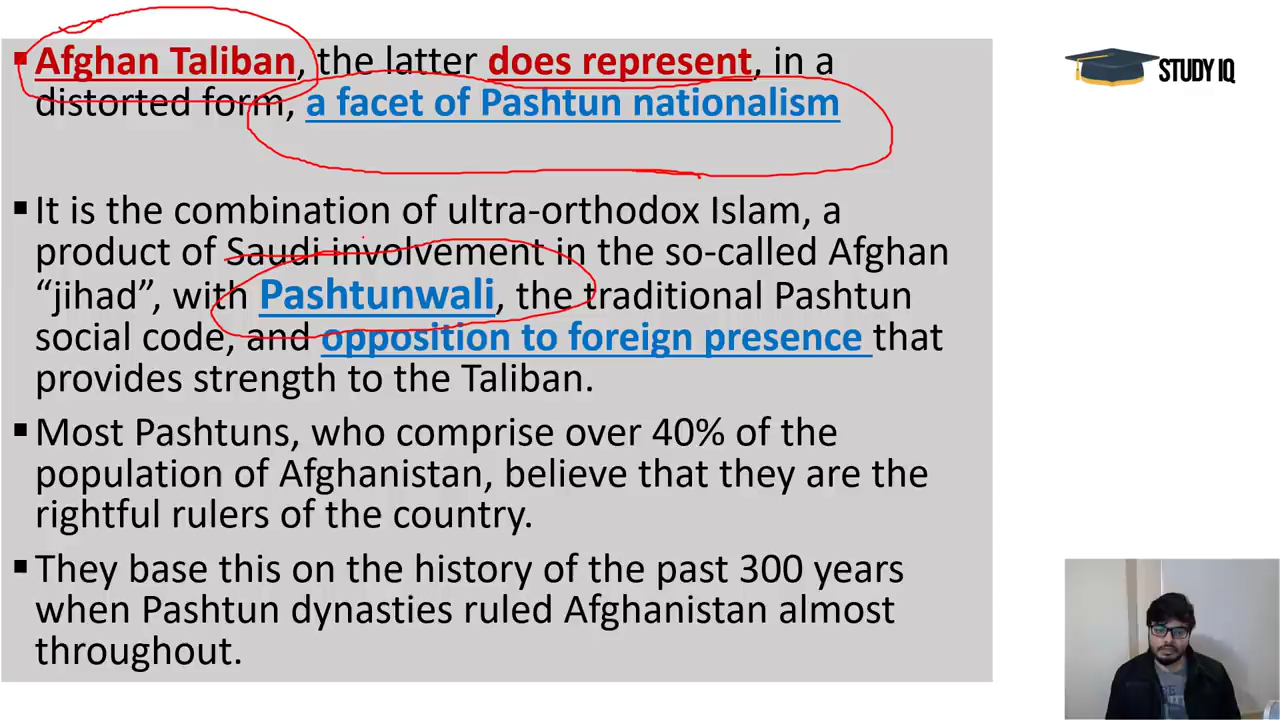 ▪Afghan Taliban, the latter does represent, in a
distorted form, a facet of Pashtun nationalism
▪It is the combination of ultra-orthodox Islam, a
product of Saudi involvement in the so-called Afghan
“jihad”, with Pashtunwali, the traditional Pashtun
social code, and opposition to foreign presence that
provides strength to the Taliban.
▪Most Pashtuns, who comprise over 40% of the
population of Afghanistan, believe that they are the
rightful rulers of the country.
▪They base this on the history of the past 300 years
when Pashtun dynasties ruled Afghanistan almost
throughout.
STUDY IQ